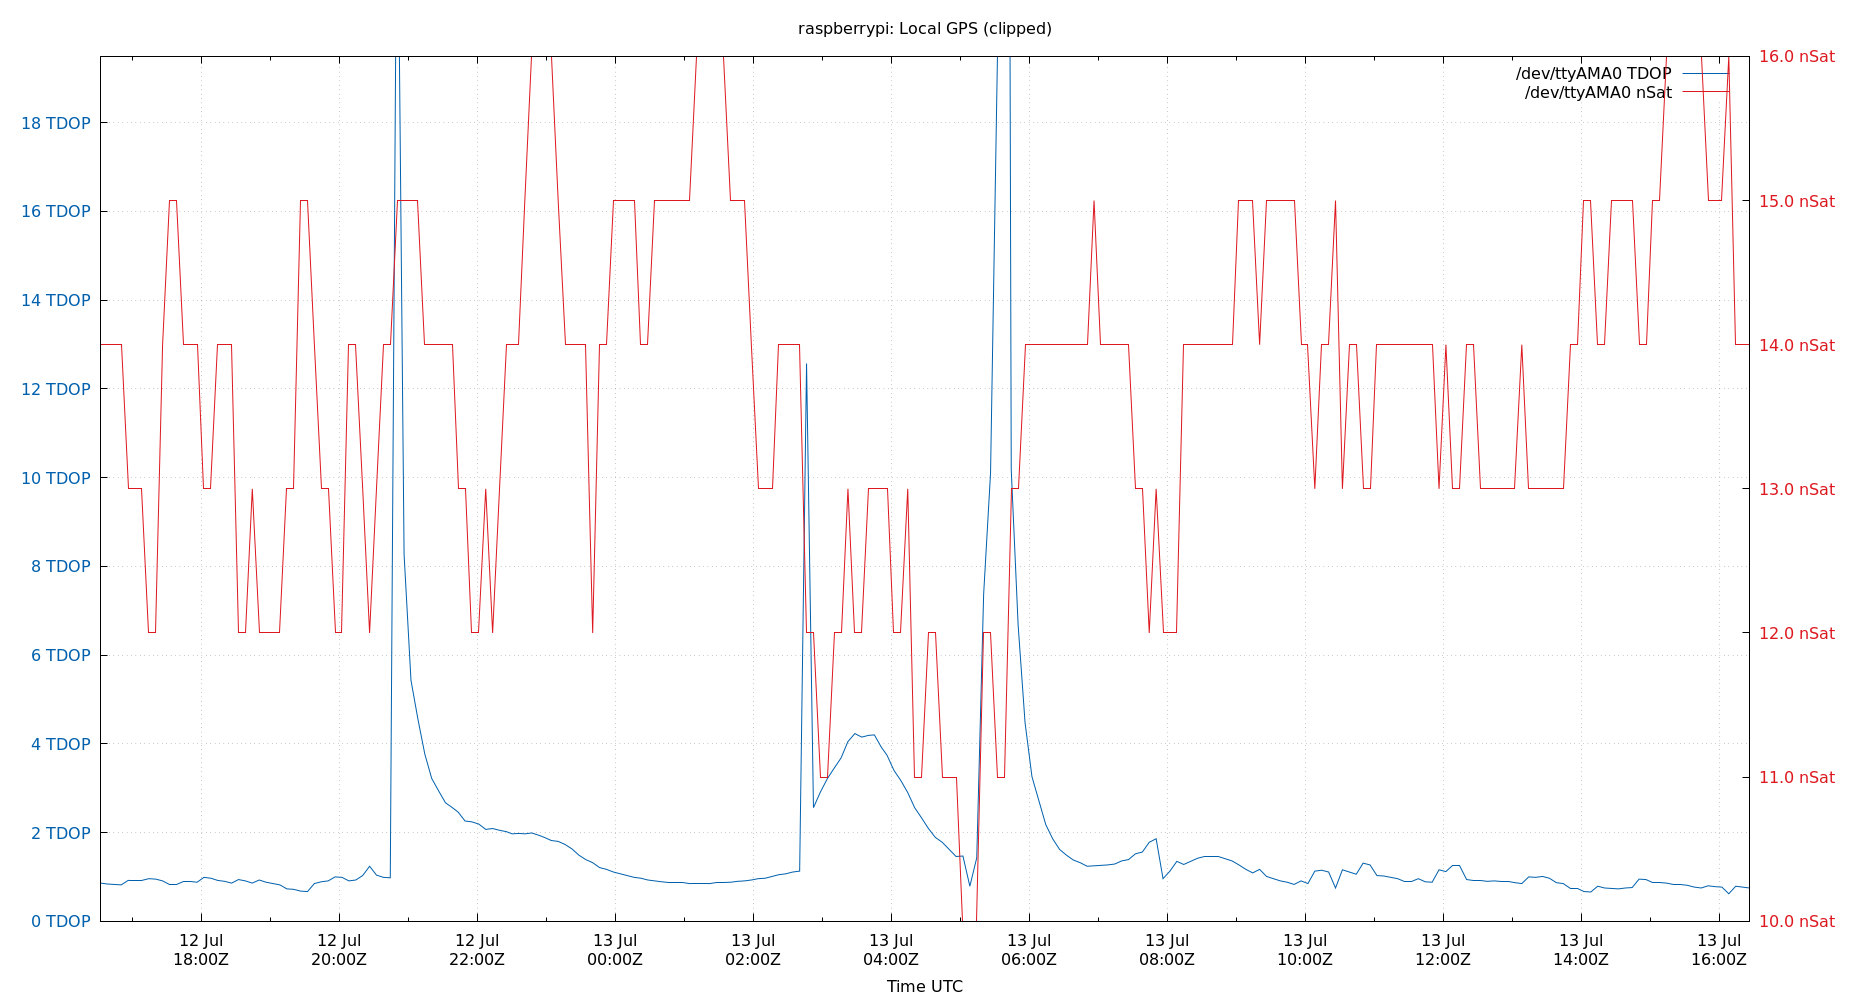 raspberrypi: Local GPS (clipped)
/dev/ttyAMA0 TDOP
/dev/ttyAMA0 nSat
18 TDOP
16 TDOP
14 TDOP
12 TDOP
10 TDOP
8 TDOP
6 TDOP
4 TDOP
2 TDOP
0 TDOP
16.0 nSat
15.0 nSat
14.0 nSat
13.0 nSat
12.0 nSat
11.0 nSat
10.0 nSat
12 Jul
18:00Z
12 Jul
20:00Z
12 Jul
22:00Z
13 Jul
00:00Z
13 Jul
02:00Z
13 Jul
04:00Z
13 Jul
06:00Z
13 Jul
08:00Z
13 Jul
10:00Z
13 Jul
12:00Z
13 Jul
14:00Z
13 Jul
16:00Z
Time UTC